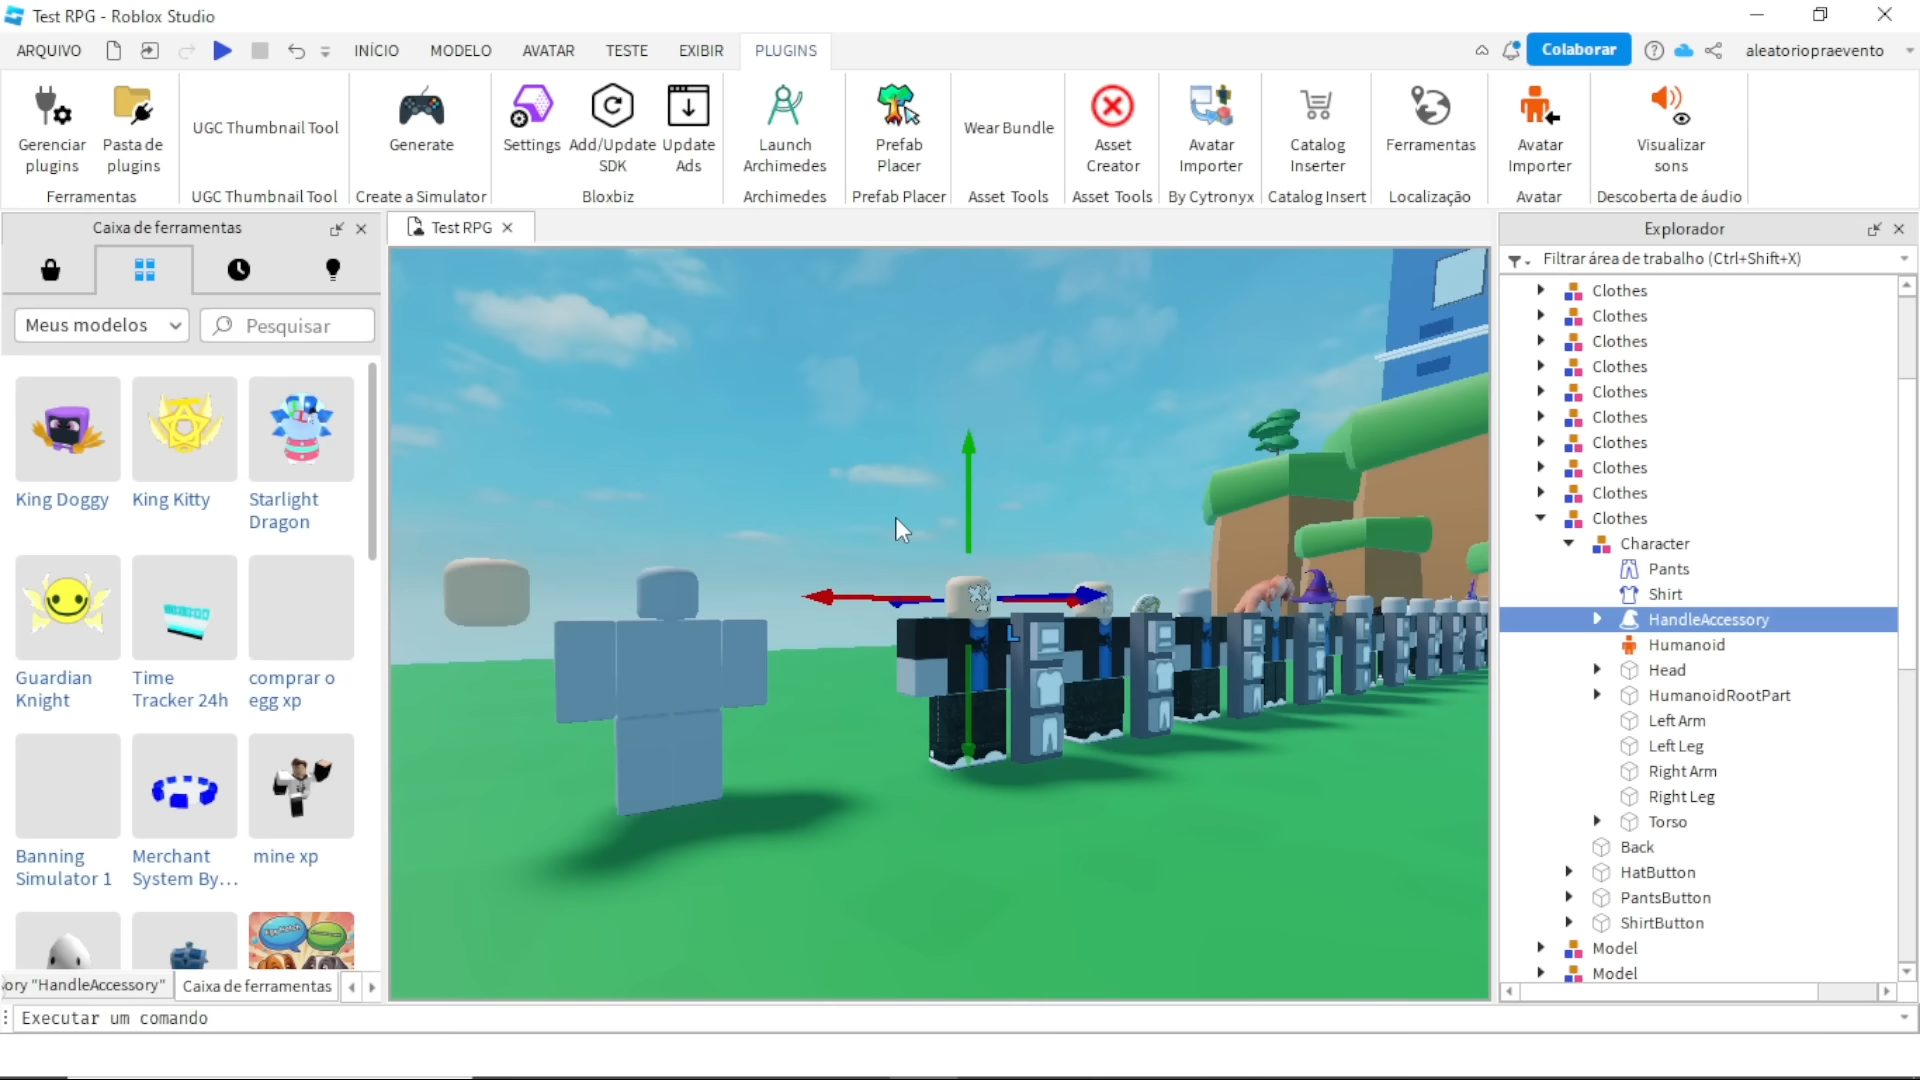 Test RPG - Roblox Studio
ARQUIVO
INÍCIO
MODELO
AVATAR
TESTE
EXIBIR
PLUGINS
Colaborar
aleatoriopraevento
Gerenciar
plugins
Pasta de
plugins
Ferramentas
UGC Thumbnail Tool
UGC Thumbnail Tool
Generate
Create a Simulator
Settings
Add/Update
SDK
Update
Ads
Bloxbiz
Launch
Archimedes
Archimedes
Prefab
Placer
Prefab Placer
Wear Bundle
Asset Tools
Asset
Creator
Asset Tools
Avatar
Importer
By Cytronyx
Catalog
Inserter
Catalog Insert
Ferramentas
Localização
Avatar
Importer
Avatar
Visualizar
sons
Descoberta de áudio
Caixa de ferramentas
Meus modelos
Pesquisar
King Doggy
King Kitty
Starlight
Dragon
Guardian
Knight
Time
Tracker 24h
comprar o
egg xp
Banning
Simulator 1
Merchant
System By...
mine xp
ory "HandleAccessory"
Caixa de ferramentas
Test RPG
L
Explorador
Filtrar área de trabalho (Ctrl+Shift+X)
Clothes
Clothes
Clothes
Clothes
Clothes
Clothes
Clothes
Clothes
Clothes
Clothes
Character
Pants
Shirt
HandleAccessory
Humanoid
Head
HumanoidRootPart
Left Arm
Left Leg
Right Arm
Right Leg
Torso
Back
HatButton
PantsButton
ShirtButton
Model
Model
Executar um comando